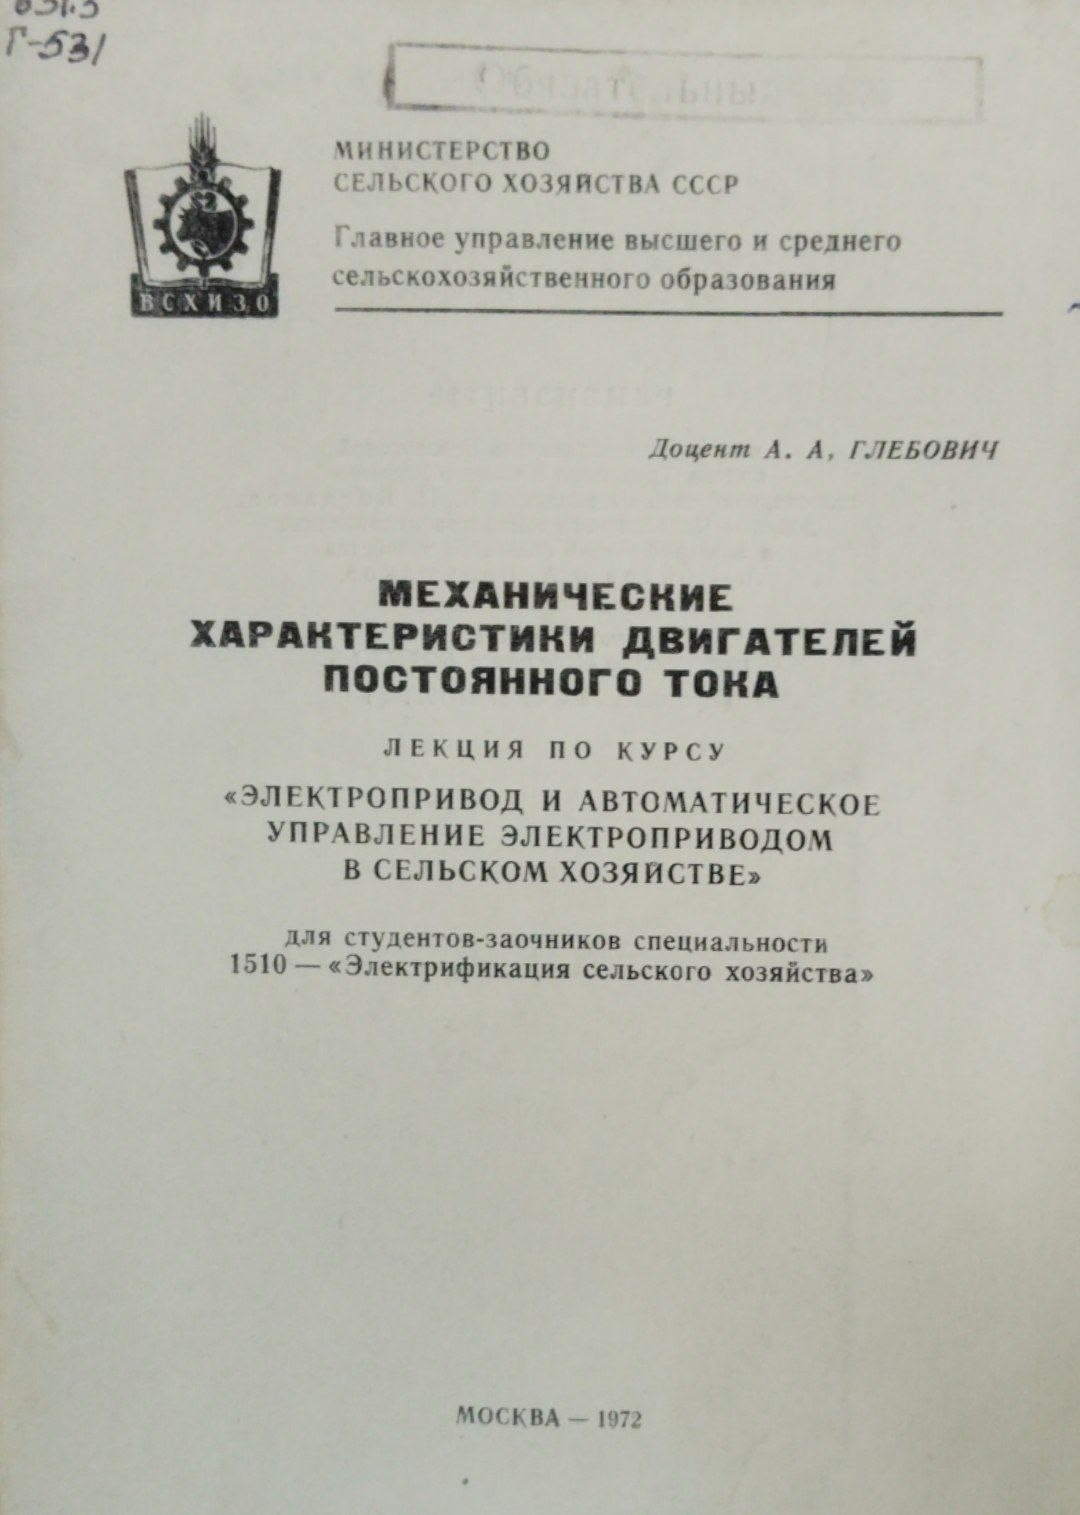 Г-531
МИНИСТЕРСТВО
СЕЛЬСКОГО ХОЗЯЙСТВА СССР
Главное управление высшего и среднего
сельскохозяйственного образования
ВСХИЗО
Доцент А. А, ГЛЕБОВИЧ
МЕХАНИЧЕСКИЕ
ХАРАКТЕРИСТИКИ ДВИГАТЕЛЕЙ
ПОСТОЯННОГО ТОКА
ЛЕКЦИЯ ПО КУРСУ
«ЭЛЕКТРОПРИВОД И АВТОМАТИЧЕСКОЕ
УПРАВЛЕНИЕ ЭЛЕКТРОПРИВОДОМ
В СЕЛЬСКОМ ХОЗЯЙСТВЕ»
для студентов-заочников специальности
1510 — «Электрификация сельского хозяйства»
МОСКВА — 1972